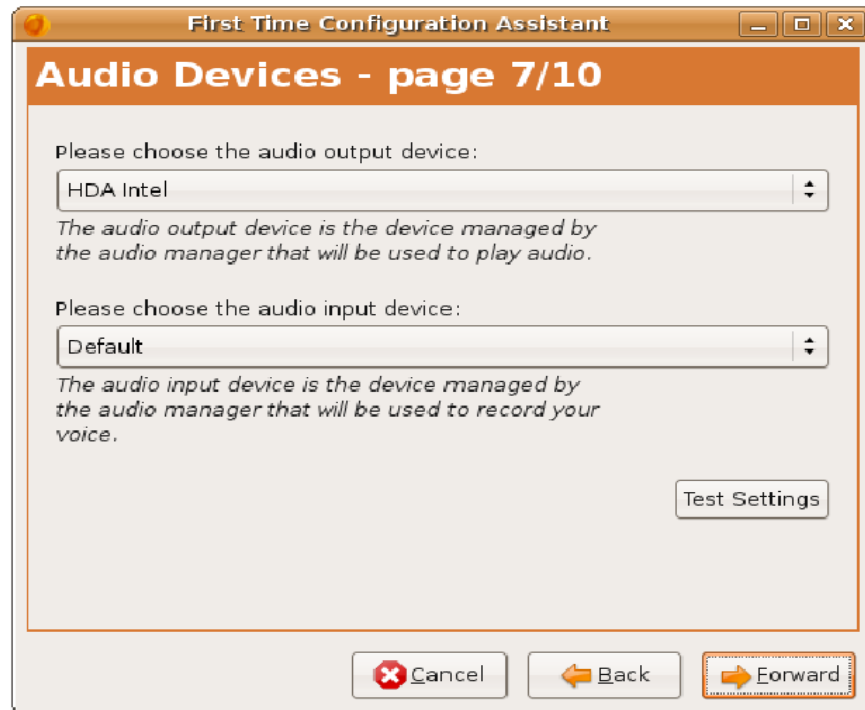 First Time Configuration Assistant
Audio Devices - page 7/10
Please choose the audio output device:
HDA Intel
The audio output device is the device managed by
the audio manager that will be used to play audio.
Please choose the audio input device:
Default
The audio input device is the device managed by
the audio manager that will be used to record your
voice.
Test Settings
Cancel Back Forward